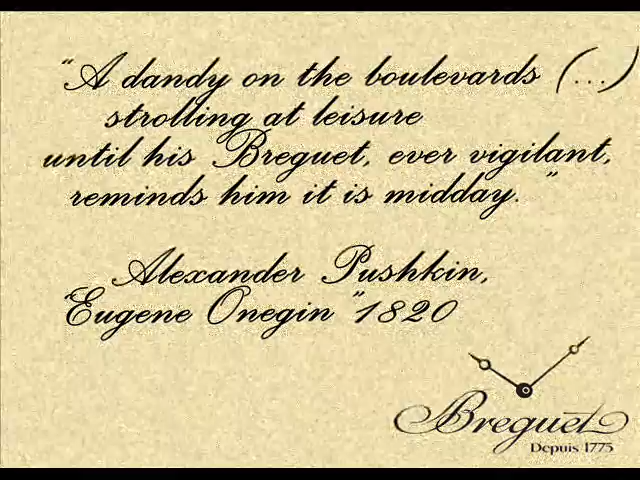 "A dandy on the boulevards (...)
strolling at leisure
until his Breguet, ever vigilant,
reminds him it is midday."
Alexander Pushkin,
"Eugene Onegin" 1820
Breguet
Depuis 1775